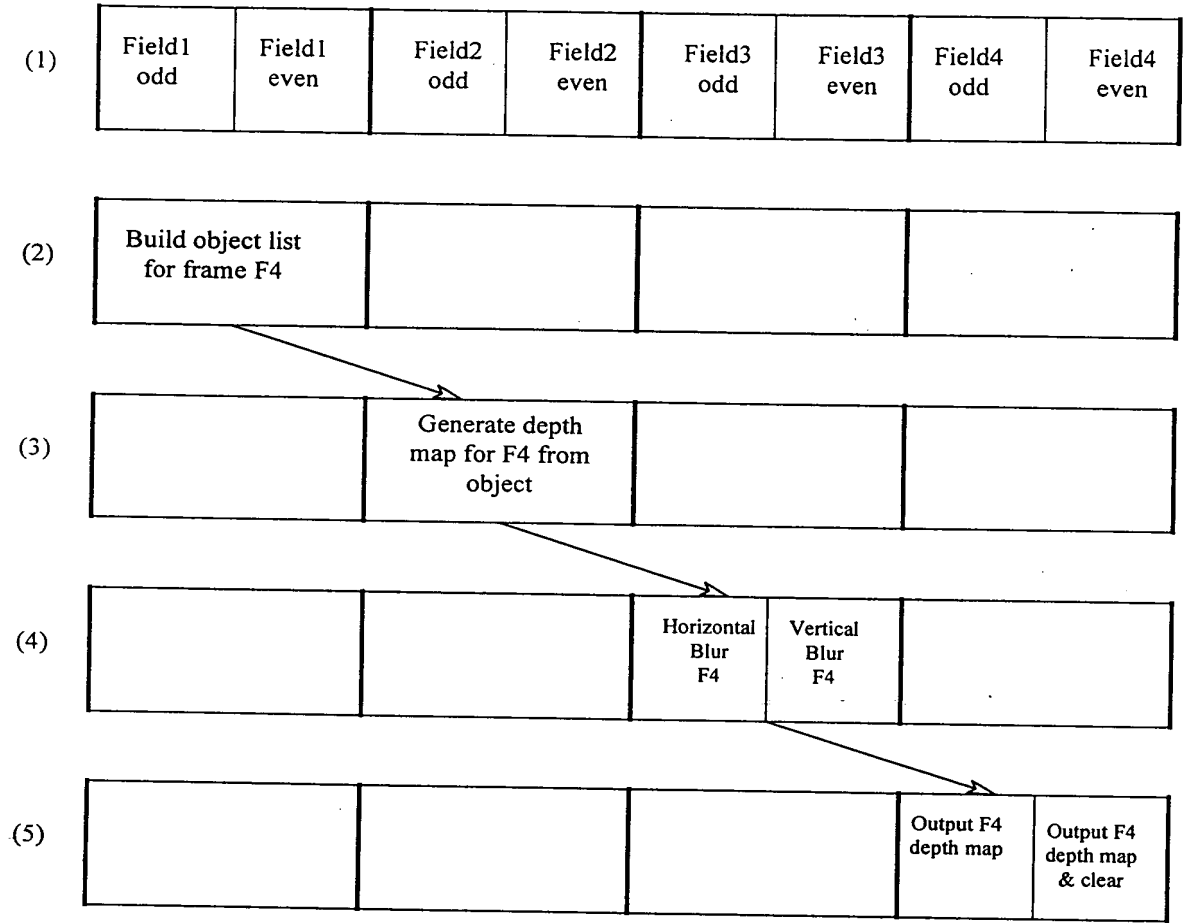 (1)
Field1
odd
Field1
even
Field2
odd
Field2
even
Field3
odd
Field3
even
Field4
odd
Field4
even
(2)
Build object list
for frame F4
(3)
Generate depth
map for F4 from
object
(4)
Horizontal
Blur
F4
Vertical
Blur
F4
(5)
Output F4
depth map
Output F4
depth map
& clear